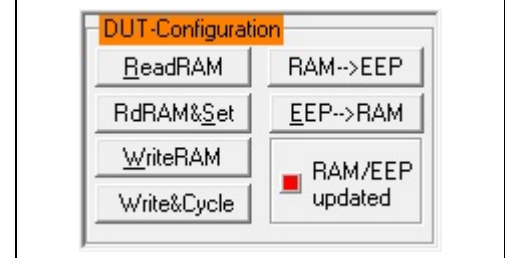 DUT-Configuration
ReadRAM
RAM-->EEP
RdRAM&Set
EEP-->RAM
WriteRAM
RAM/EEP
updated
Write&Cycle